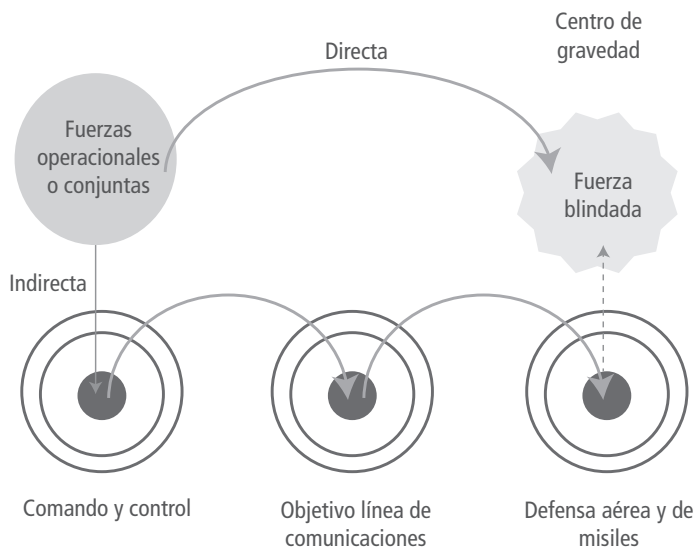 Centro de
gravedad
Directa
Fuerzas
operacionales
o conjuntas
Fuerza
blindada
Indirecta
Comando y control
Objetivo línea de
comunicaciones
Defensa aérea y de
misiles